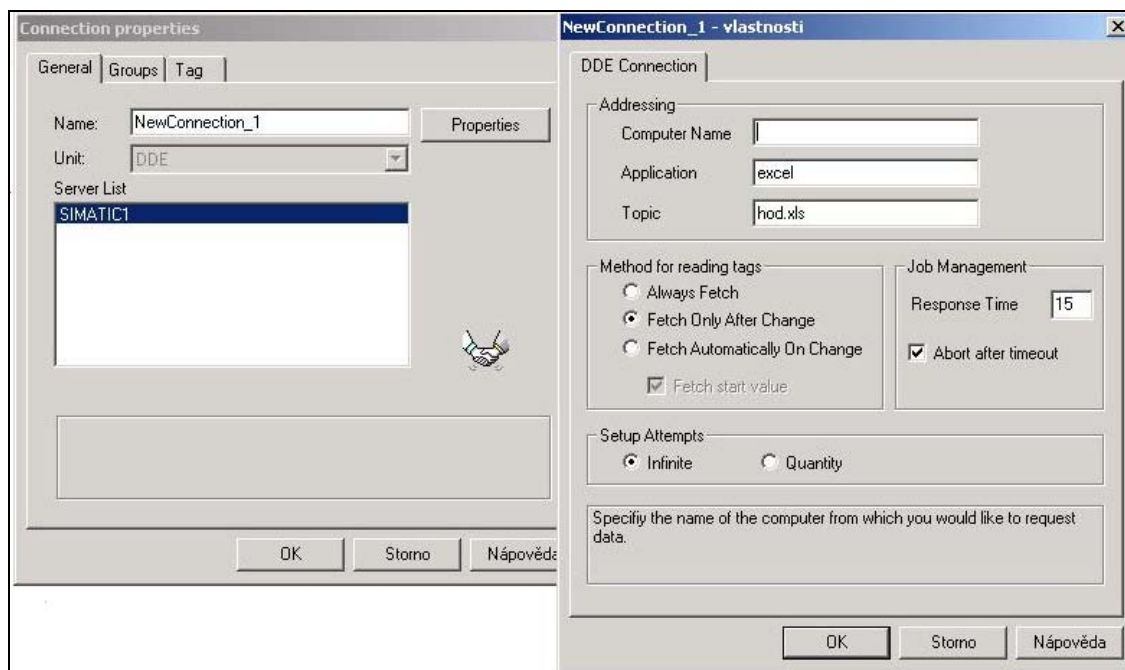 Connection properties
General Groups Tag
Name: NewConnection_1 Properties
Unit: DDE
Server List
SIMATIC1
OK Storno Nápověda
NewConnection_1 - vlastnosti
DDE Connection
Addressing
Computer Name
Application excel
Topic hod.xls
Method for reading tags
Always Fetch
Fetch Only After Change
Fetch Automatically On Change
Fetch start value
Job Management
Response Time 15
Abort after timeout
Setup Attempts
Infinite Quantity
Specifiy the name of the computer from which you would like to request
data.
OK Storno Nápověda